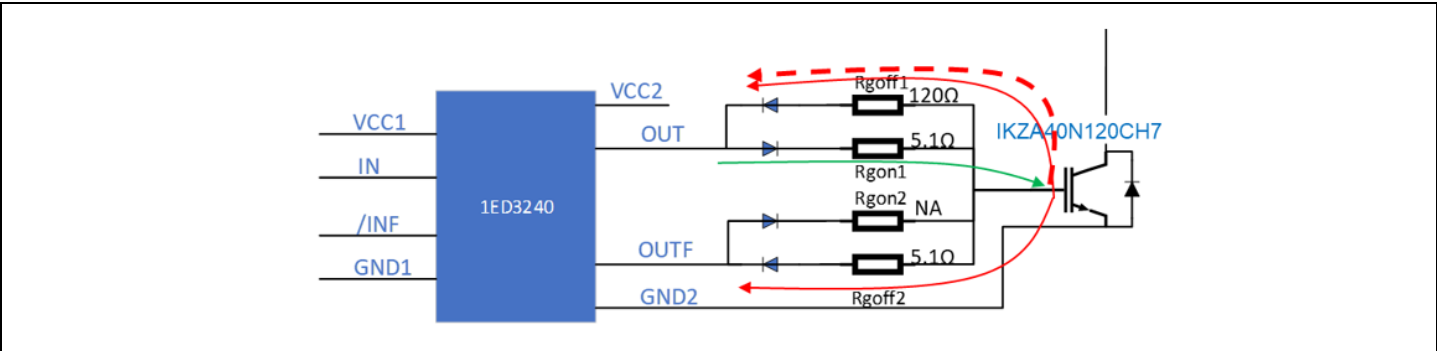 VCC2
Rgoff1
120Ω
VCC1
OUT
5.1Ω
IKZA40N120CH7
IN
Rgon1
1ED3240
Rgon2
NA
/INF
OUTF
5.1Ω
GND1
GND2
Rgoff2